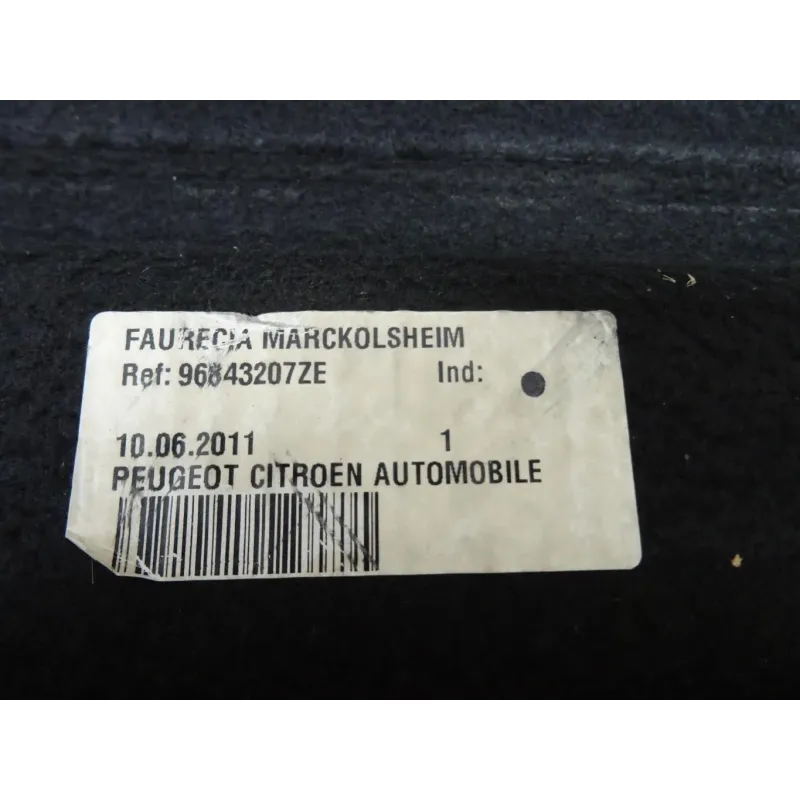 FAURECIA MARCKOLSHEIM
Ref: 96843207ZE Ind:
10.06.2011 1
PEUGEOT CITROEN AUTOMOBILE